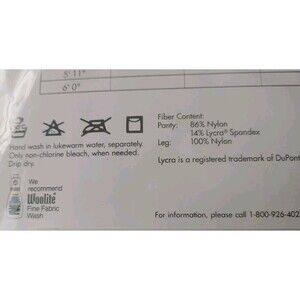 5'11"
6'0"
Fiber Content:
Panty: 86% Nylon
14% Lycra® Spandex
Leg: 100% Nylon
Hand wash in lukewarm water, separately.
Only non-chlorine bleach, when needed.
Drip dry.
Lycra is a registered trademark of DuPont
We
recommend
Woolite
Fine Fabric
Wash
For information, please call 1-800-926-402